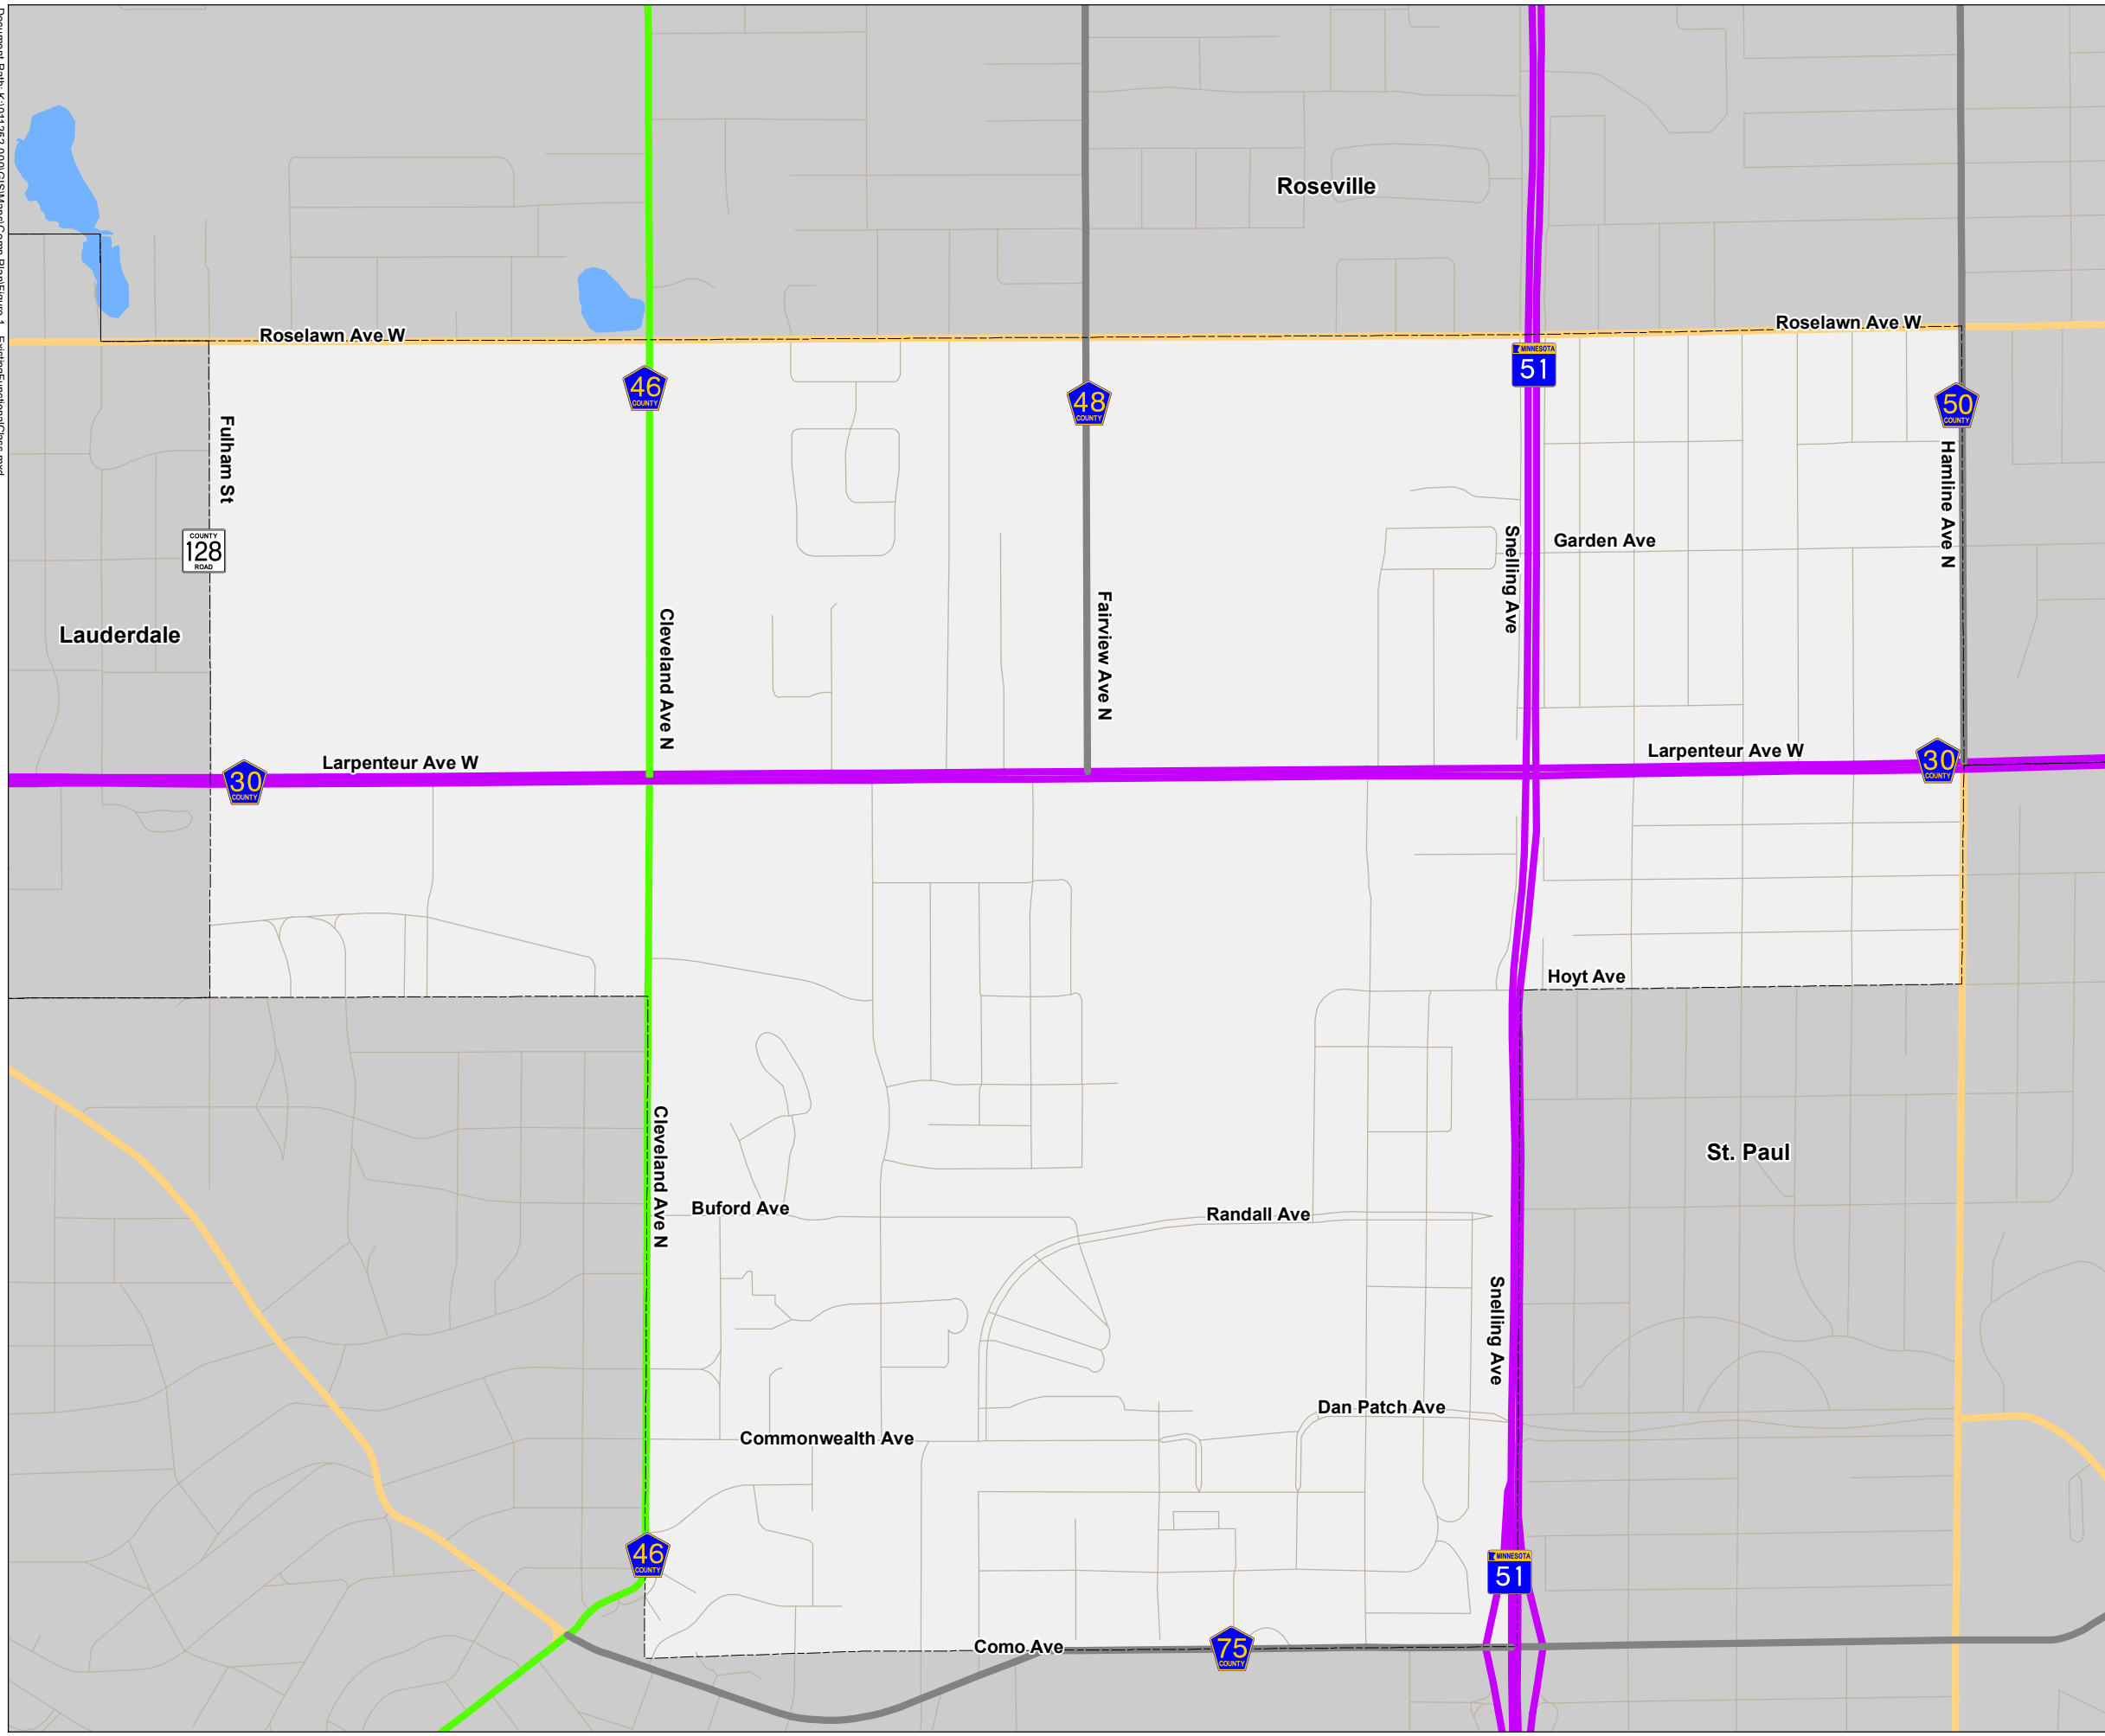 Roseville
Roselawn Ave W
Roselawn Ave W
MINNESOTA
51
46
COUNTY
48
COUNTY
50
COUNTY
Fulham St
Hamline Ave N
COUNTY
128
ROAD
Snelling Ave
Garden Ave
Lauderdale
Cleveland Ave N
Fairview Ave N
Larpenteur Ave W
Larpenteur Ave W
30
COUNTY
30
COUNTY
Hoyt Ave
St. Paul
Cleveland Ave N
Buford Ave
Randall Ave
Snelling Ave
Dan Patch Ave
Commonwealth Ave
46
COUNTY
MINNESOTA
51
Como Ave
75
COUNTY